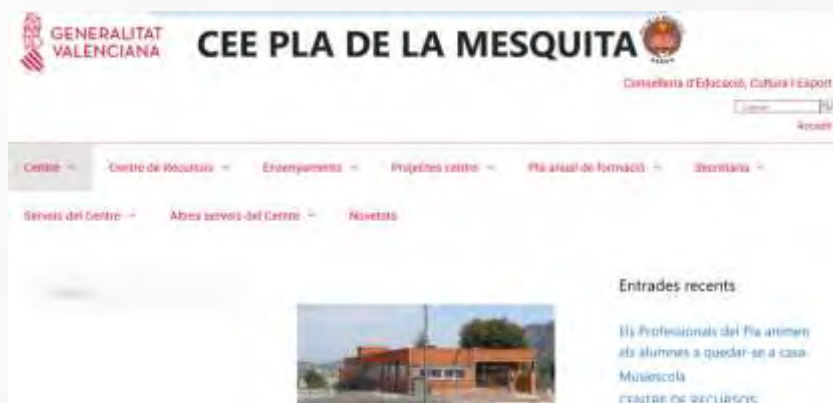 GENERALITAT
VALENCIANA
CEE PLA DE LA MESQUITA
Conselleria d'Educació, Cultura i Esport
Accedir
Centre
Centre de Recursos
Ensenyaments
Projectes centre
Pla anual de formació
Secretaria
Serveis del Centre
Altres serveis del Centre
Novetats
Entrades recents
Els Professionals del Pla animen
els alumnes a quedar-se a casa
Musiescola
CENTRE DE RECURSOS